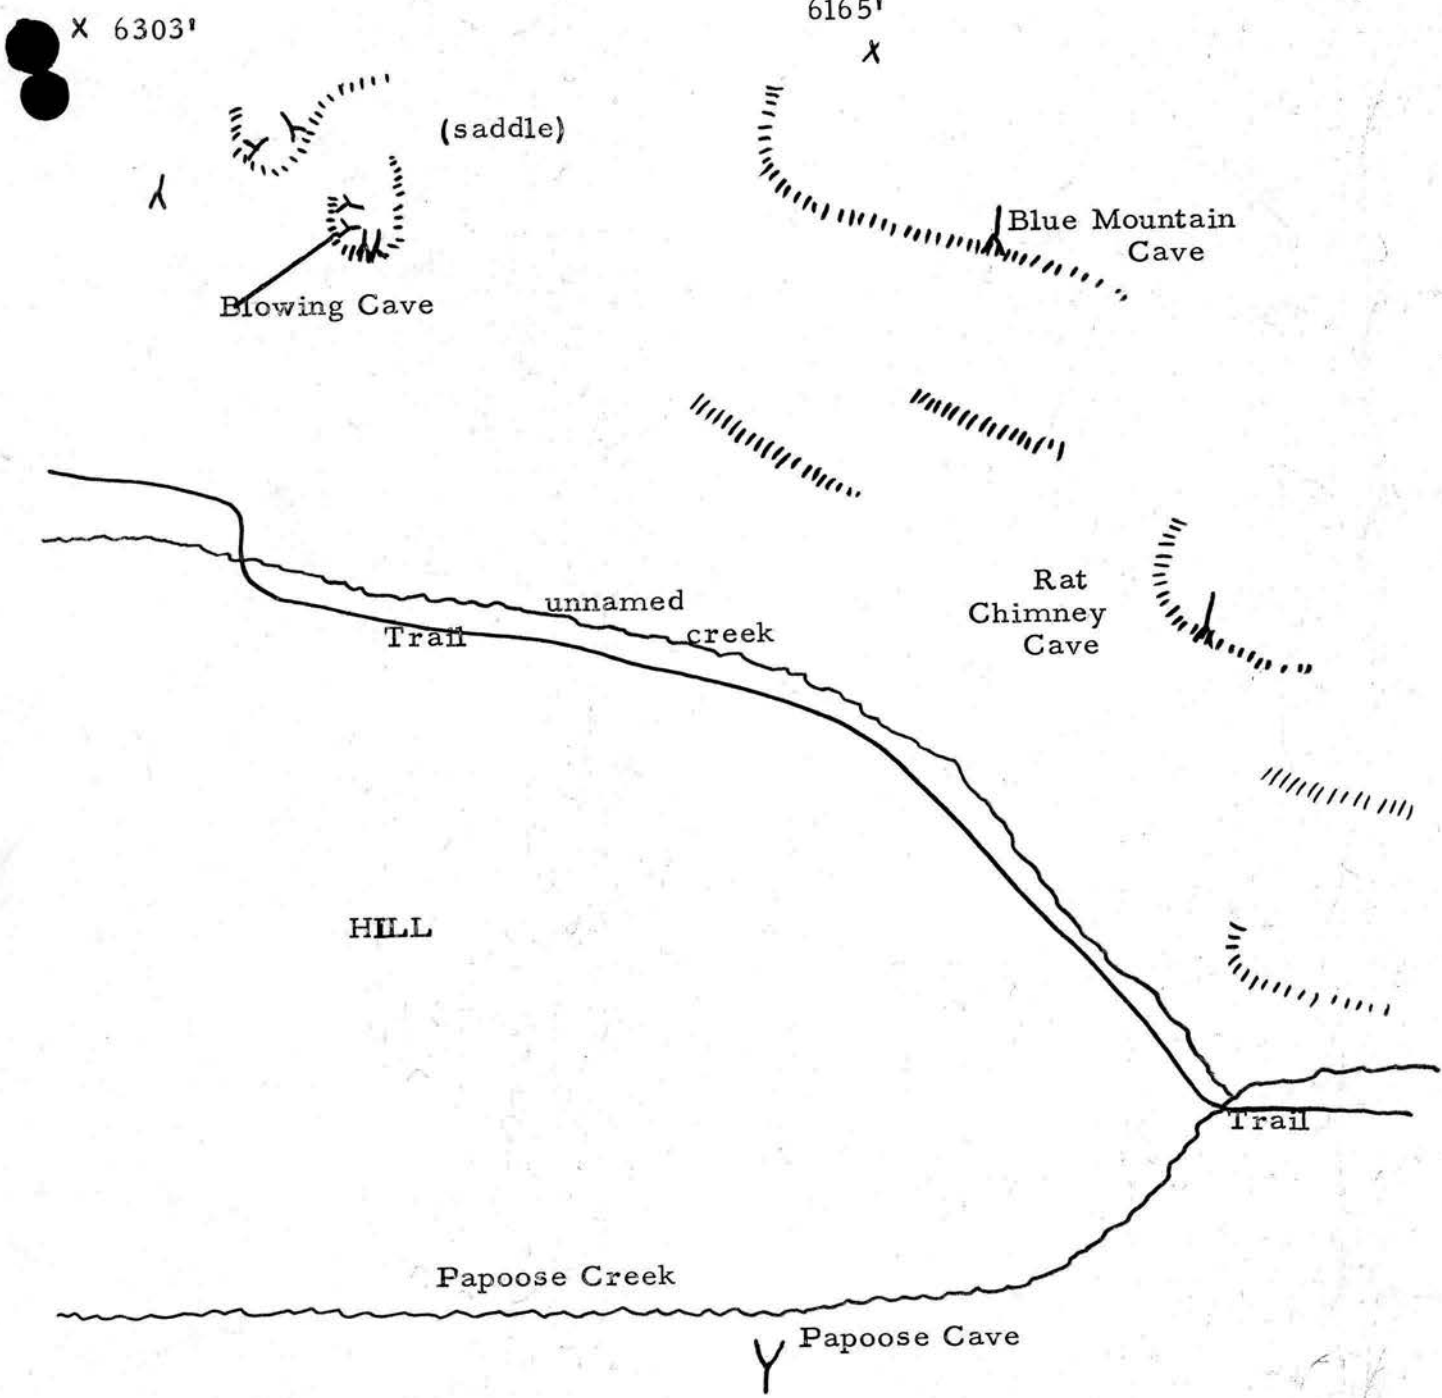 X 6303'
6165'
X
(saddle)
Blue Mountain
Cave
Blowing Cave
Rat
Chimney
Cave
unnamed
creek
Trail
HILL
Trail
Papoose Creek
Papoose Cave